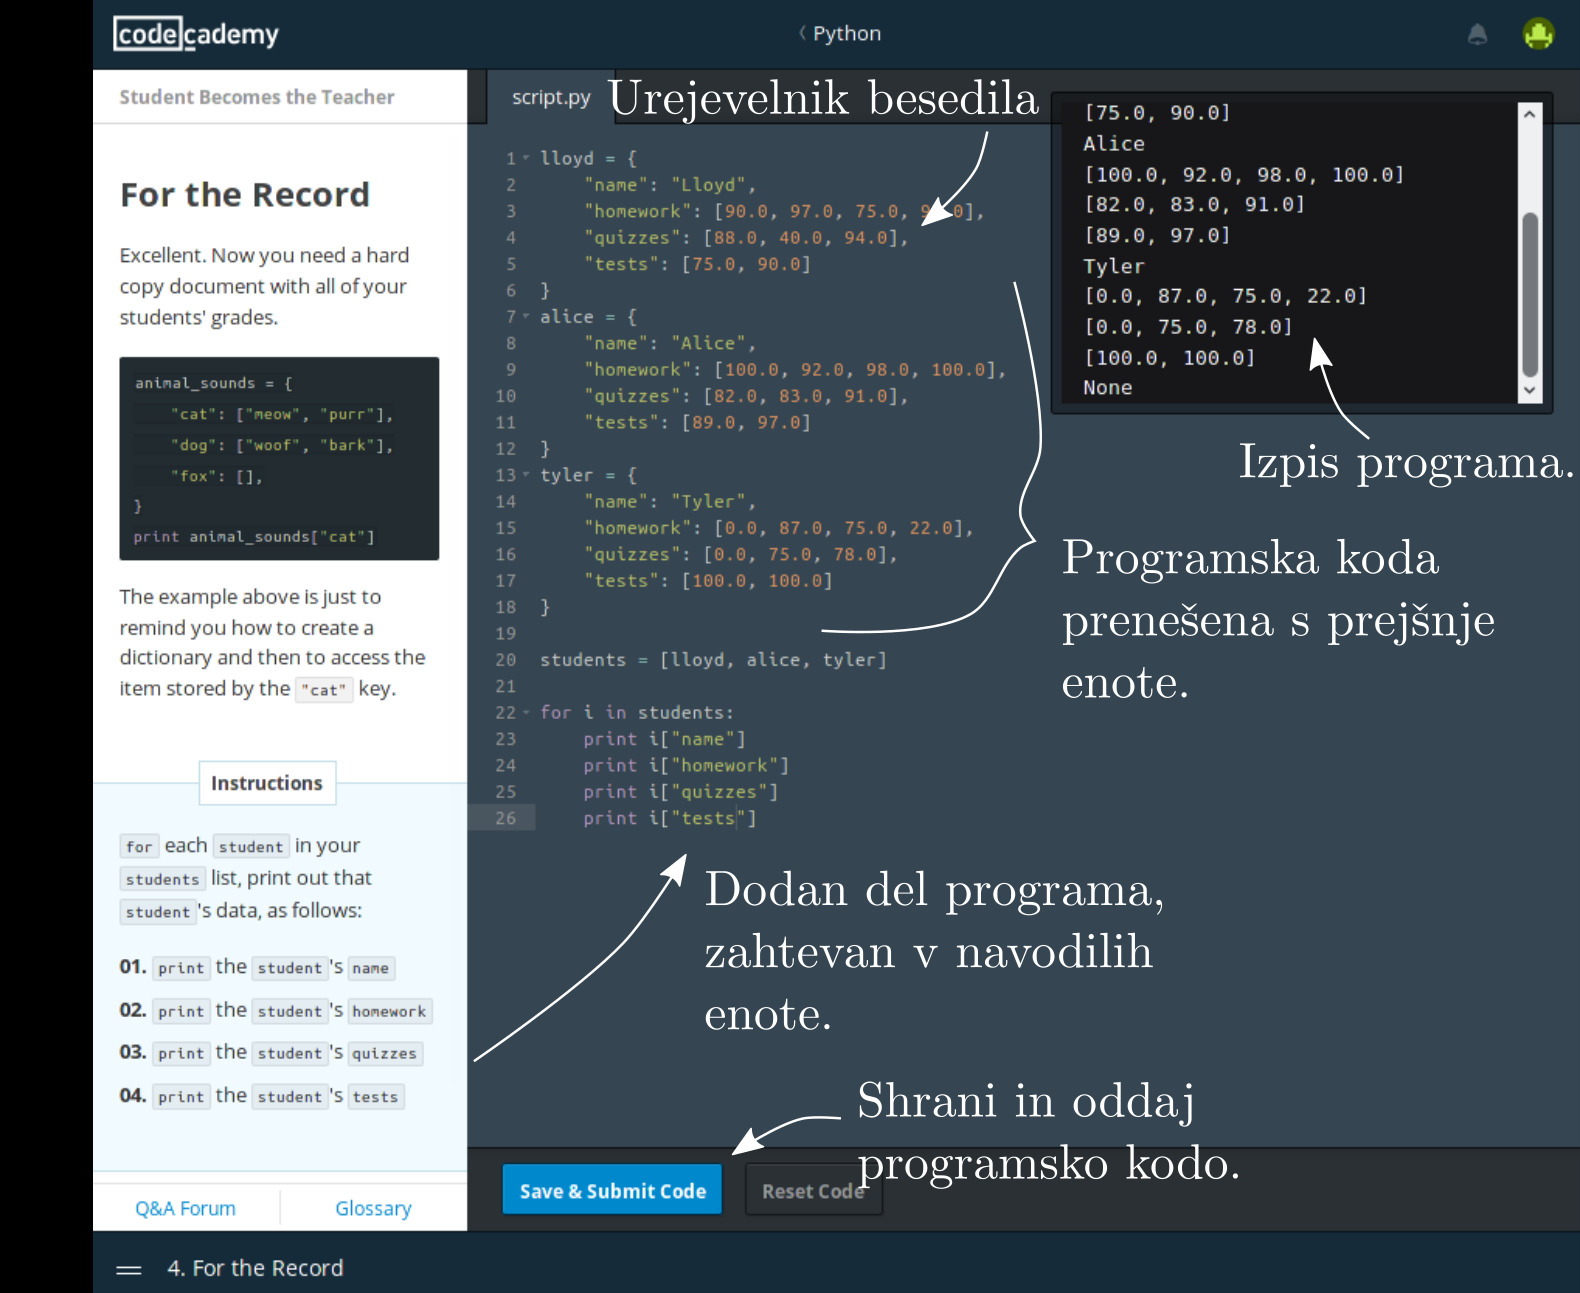 codecademy
〈 Python
Student Becomes the Teacher
For the Record
Excellent. Now you need a hard
copy document with all of your
students' grades.
animal_sounds = {
    "cat": ["meow", "purr"],
    "dog": ["woof", "bark"],
    "fox": [],
}
print animal_sounds["cat"]
The example above is just to
remind you how to create a
dictionary and then to access the
item stored by the "cat" key.
Instructions
for each student in your
students list, print out that
student's data, as follows:
01. print the student's name
02. print the student's homework
03. print the student's quizzes
04. print the student's tests
Q&A Forum Glossary
script.py
Urejevelnik besedila
1 lloyd = {
2     "name": "Lloyd",
3     "homework": [90.0, 97.0, 75.0, 9 .0],
4     "quizzes": [88.0, 40.0, 94.0],
5     "tests": [75.0, 90.0]
6 }
7 alice = {
8     "name": "Alice",
9     "homework": [100.0, 92.0, 98.0, 100.0],
10     "quizzes": [82.0, 83.0, 91.0],
11     "tests": [89.0, 97.0]
12 }
13 tyler = {
14     "name": "Tyler",
15     "homework": [0.0, 87.0, 75.0, 22.0],
16     "quizzes": [0.0, 75.0, 78.0],
17     "tests": [100.0, 100.0]
18 }
19
20 students = [lloyd, alice, tyler]
21
22 for i in students:
23     print i["name"]
24     print i["homework"]
25     print i["quizzes"]
26     print i["tests"]
[75.0, 90.0]
Alice
[100.0, 92.0, 98.0, 100.0]
[82.0, 83.0, 91.0]
[89.0, 97.0]
Tyler
[0.0, 87.0, 75.0, 22.0]
[0.0, 75.0, 78.0]
[100.0, 100.0]
None
Izpis programa.
Programska koda
prenešena s prejšnje
enote.
Dodan del programa,
zahtevan v navodilih
enote.
Shrani in oddaj
programsko kodo.
Save & Submit Code
Reset Code
4. For the Record